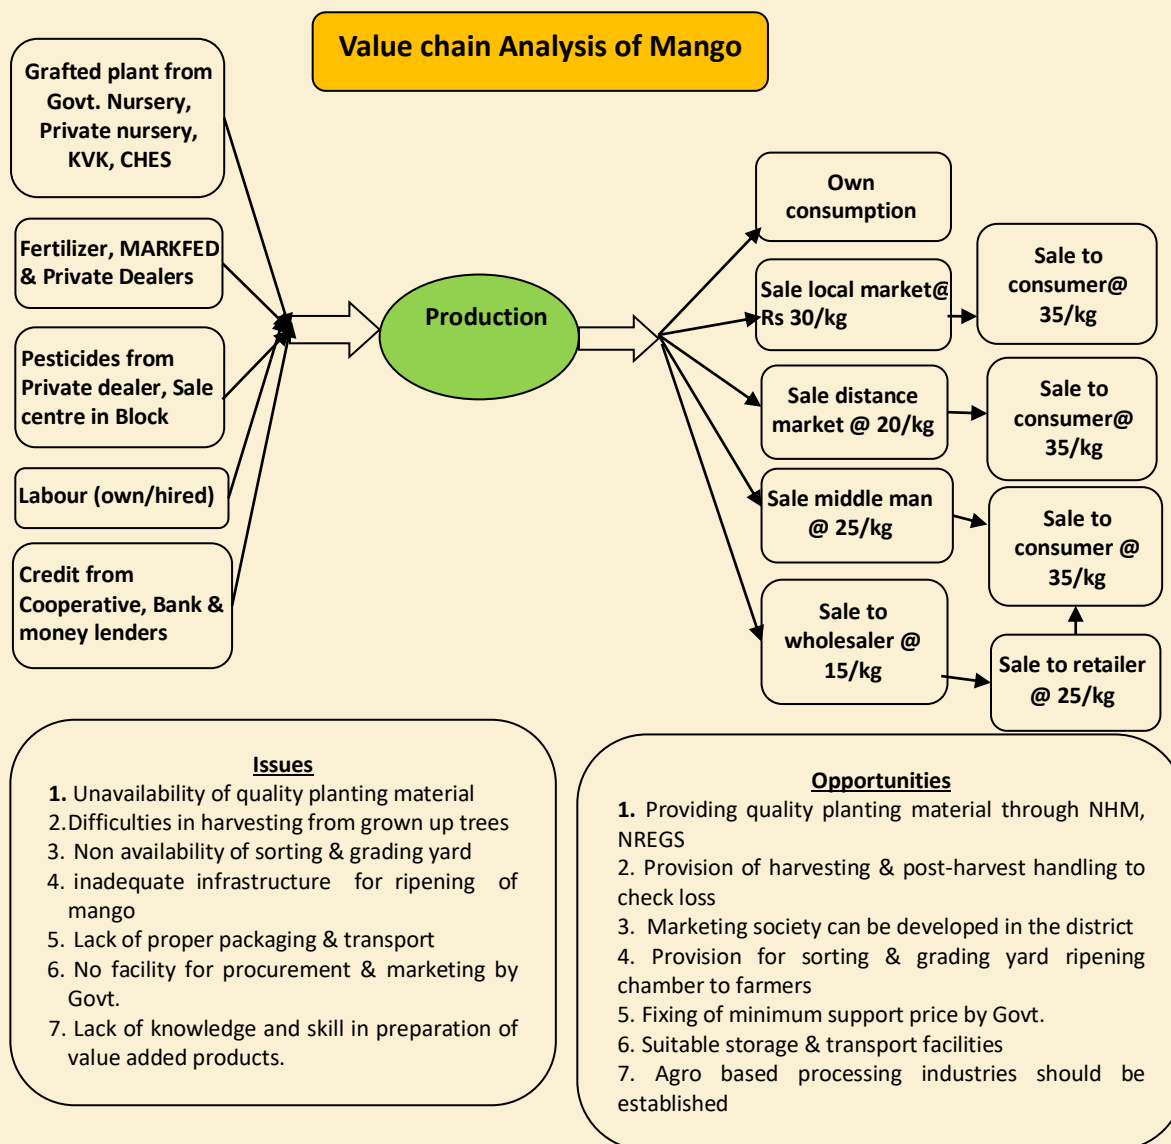 Value chain Analysis of Mango
Grafted plant from
Govt. Nursery,
Private nursery,
KVK, CHES
Fertilizer, MARKFED
& Private Dealers
Pesticides from
Private dealer, Sale
centre in Block
Labour (own/hired)
Credit from
Cooperative, Bank &
money lenders
Production
Own
consumption
Sale local market@
Rs 30/kg
Sale to
consumer@
35/kg
Sale distance
market @ 20/kg
Sale to
consumer@
35/kg
Sale middle man
@ 25/kg
Sale to
consumer @
35/kg
Sale to
wholesaler @
15/kg
Sale to retailer
@ 25/kg
Issues
1. Unavailability of quality planting material
2.Difficulties in harvesting from grown up trees
3. Non availability of sorting & grading yard
4. inadequate infrastructure for ripening of
mango
5. Lack of proper packaging & transport
6. No facility for procurement & marketing by
Govt.
7. Lack of knowledge and skill in preparation of
value added products.
Opportunities
1. Providing quality planting material through NHM,
NREGS
2. Provision of harvesting & post-harvest handling to
check loss
3. Marketing society can be developed in the district
4. Provision for sorting & grading yard ripening
chamber to farmers
5. Fixing of minimum support price by Govt.
6. Suitable storage & transport facilities
7. Agro based processing industries should be
established